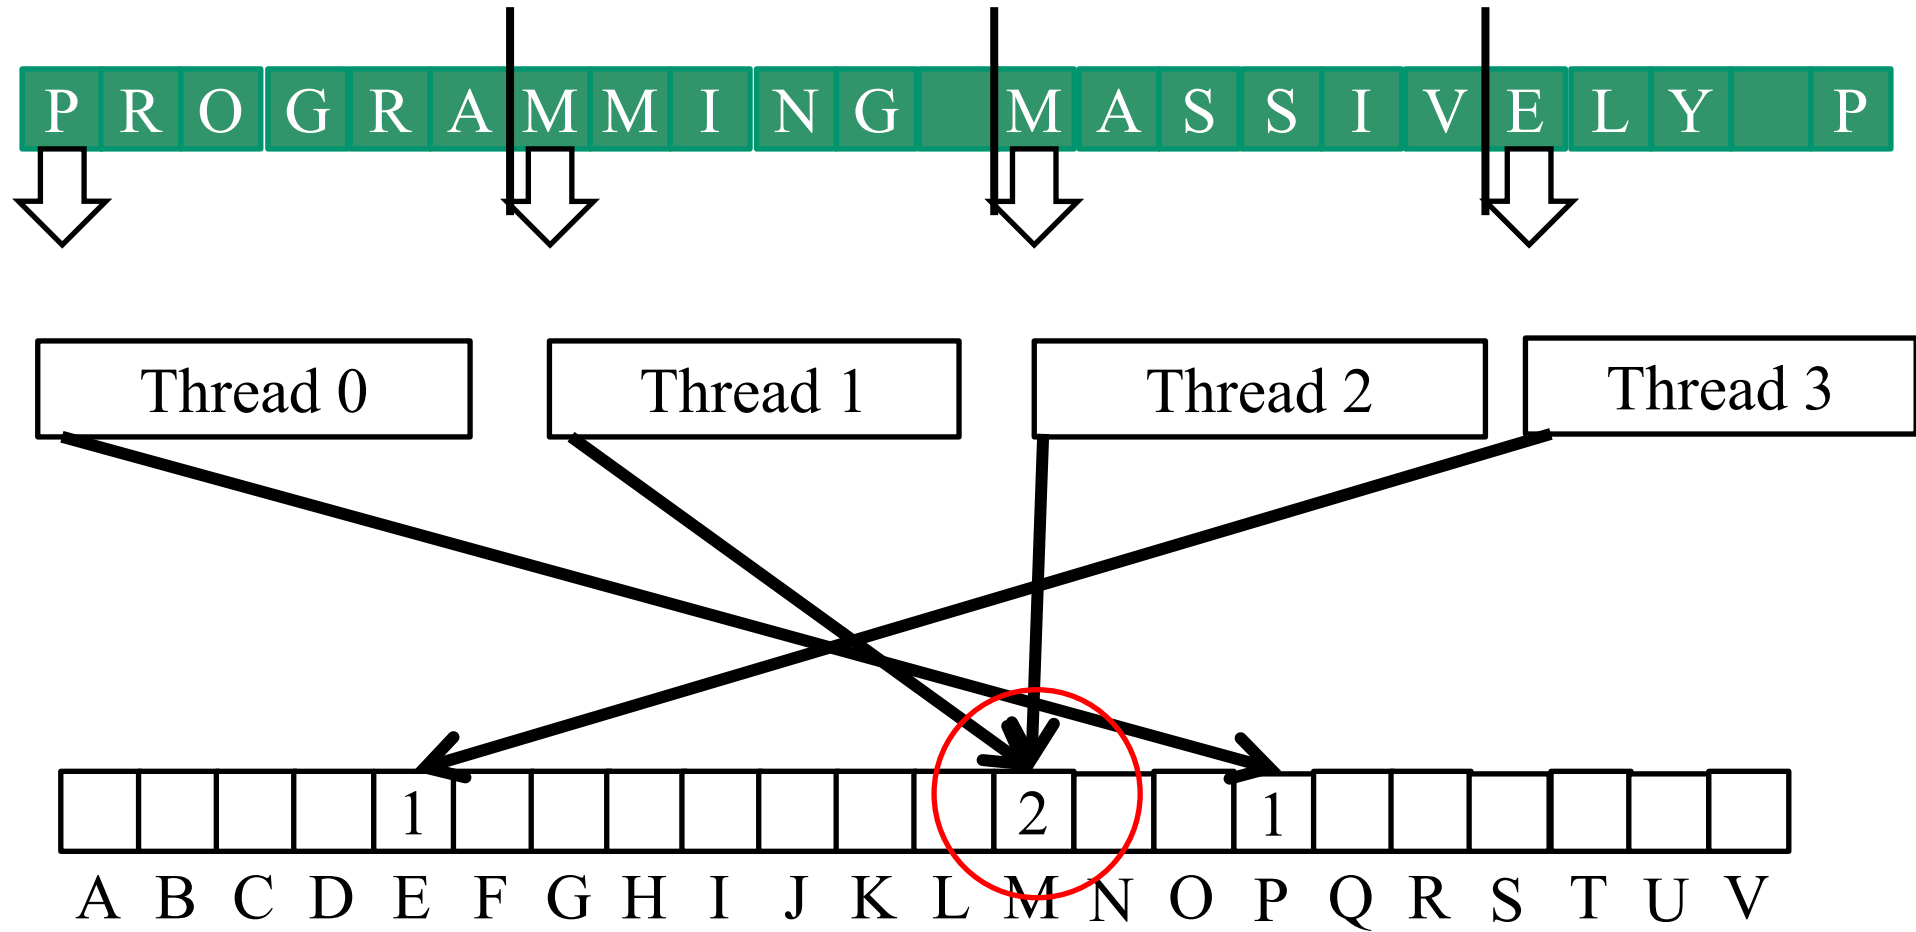 P R O G R A M M I N G M A S S I V E L Y P
Thread 0 Thread 1 Thread 2 Thread 3
1 2 1
A B C D E F G H I J K L M N O P Q R S T U V